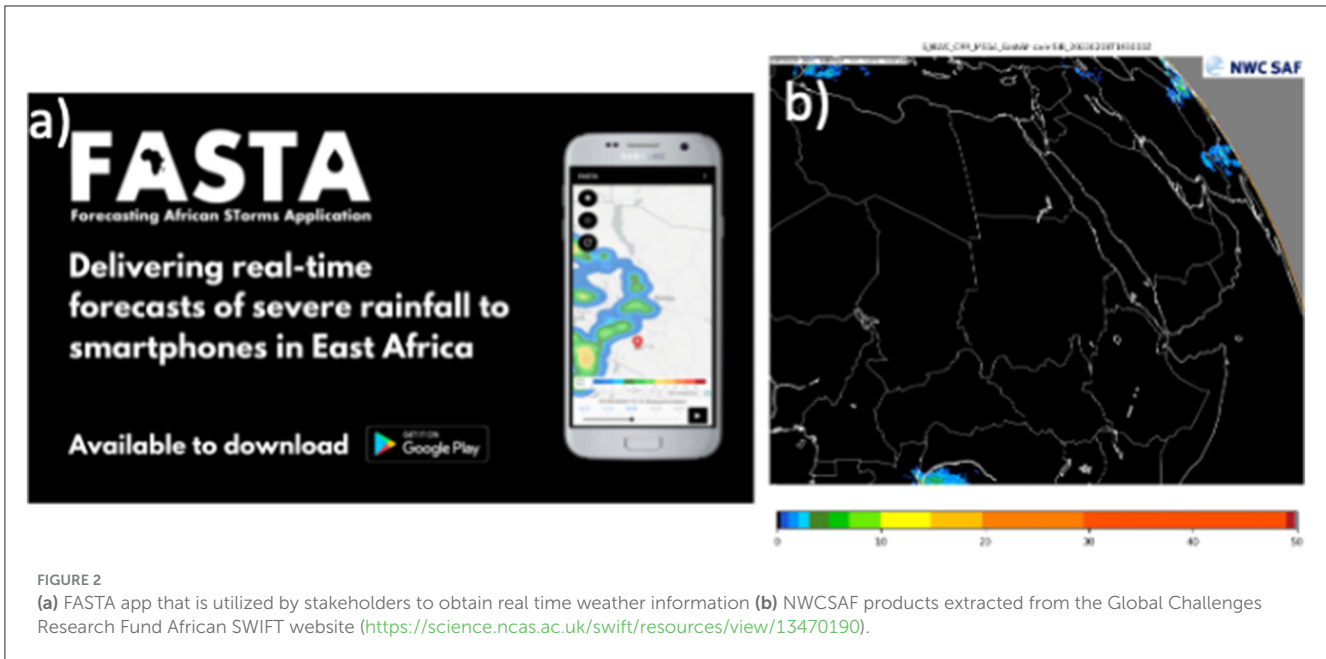 a)
FASTA
Forecasting African STorms Application
Delivering real-time
forecasts of severe rainfall to
smartphones in East Africa
Available to download
GET IT ON
Google Play
SAMSUNG
FASTA
b)
NWC SAF
0 10 20 30 40 50
FIGURE 2
(a) FASTA app that is utilized by stakeholders to obtain real time weather information (b) NWCSAF products extracted from the Global Challenges
Research Fund African SWIFT website (https://science.ncas.ac.uk/swift/resources/view/13470190).